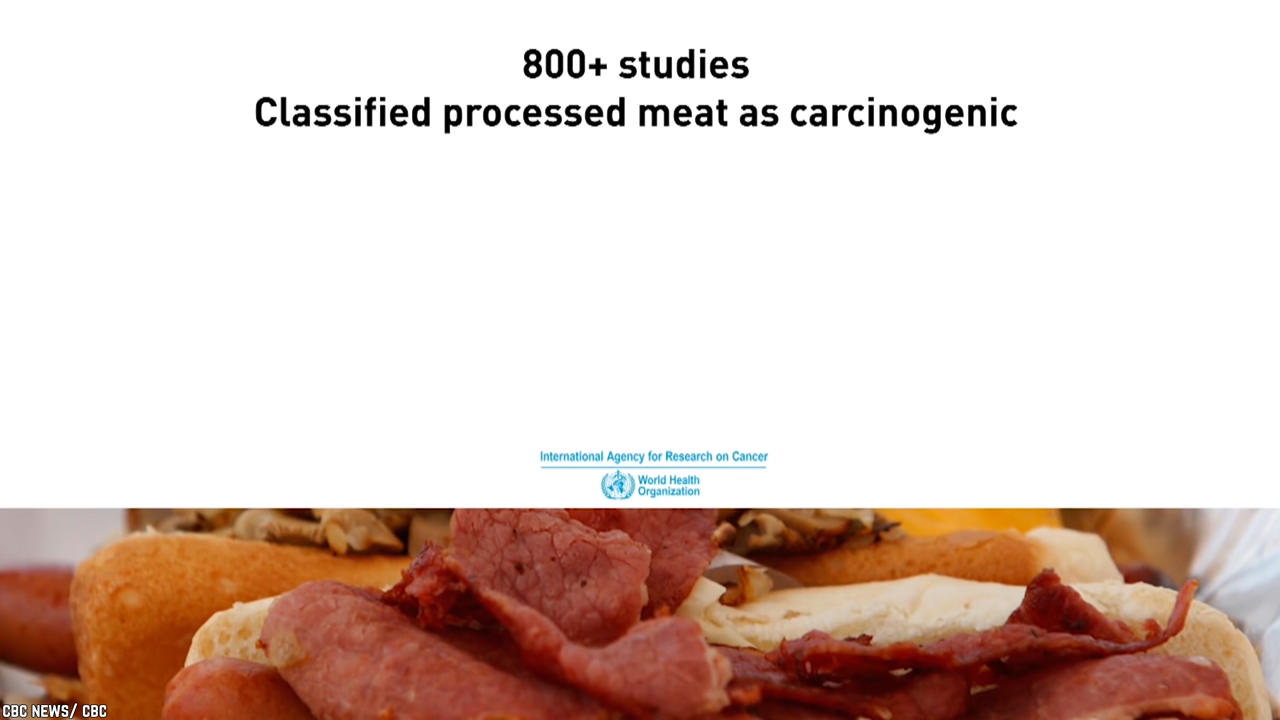 800+ studies
Classified processed meat as carcinogenic
International Agency for Research on Cancer
World Health
Organization
CBC NEWS/ CBC